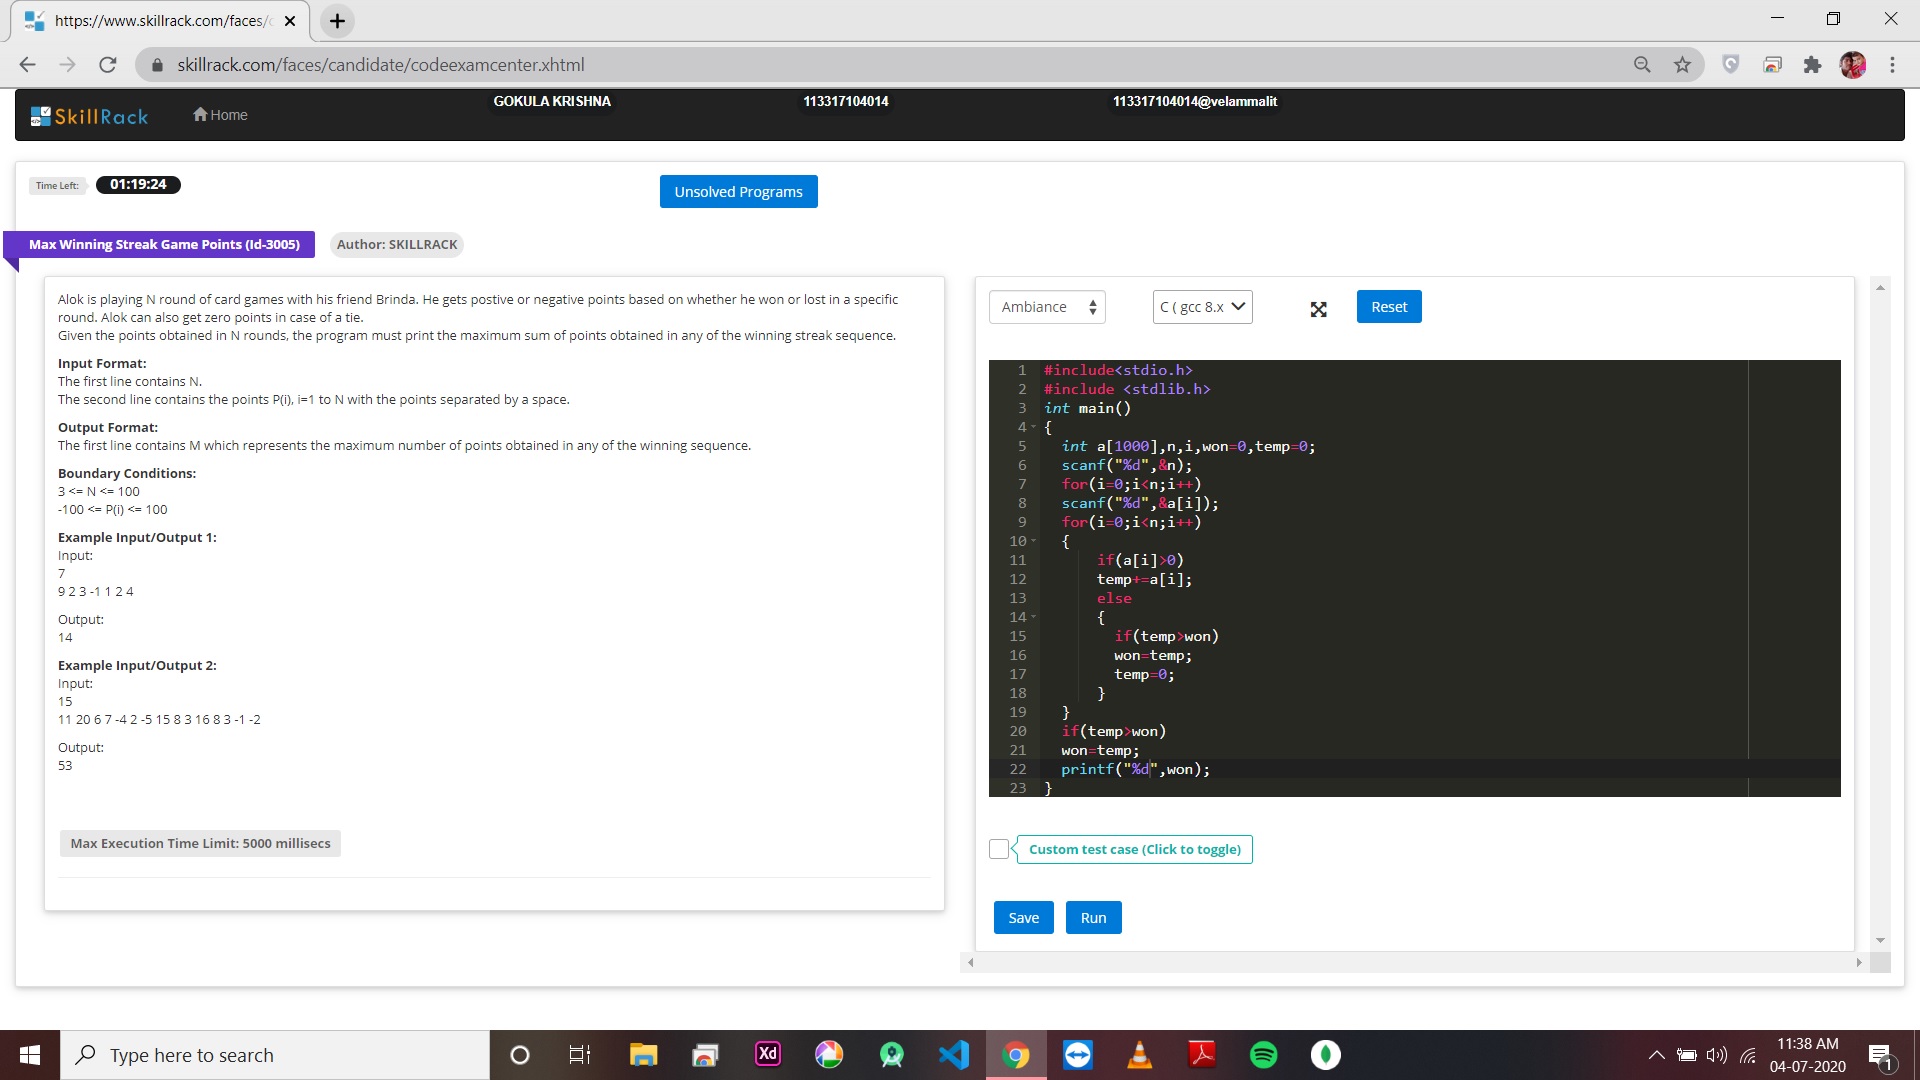 https://www.skillrack.com/faces/c
skillrack.com/faces/candidate/codeexamcenter.xhtml
SkillRack
Home
GOKULA KRISHNA
113317104014
113317104014@velammalit
Time Left:
01:19:24
Unsolved Programs
Max Winning Streak Game Points (Id-3005)
Author: SKILLRACK
Alok is playing N round of card games with his friend Brinda. He gets postive or negative points based on whether he won or lost in a specific
round. Alok can also get zero points in case of a tie.
Given the points obtained in N rounds, the program must print the maximum sum of points obtained in any of the winning streak sequence.
Input Format:
The first line contains N.
The second line contains the points P(i), i=1 to N with the points separated by a space.
Output Format:
The first line contains M which represents the maximum number of points obtained in any of the winning sequence.
Boundary Conditions:
3 <= N <= 100
-100 <= P(i) <= 100
Example Input/Output 1:
Input:
7
9 2 3 -1 1 2 4
Output:
14
Example Input/Output 2:
Input:
15
11 20 6 7 -4 2 -5 15 8 3 16 8 3 -1 -2
Output:
53
Max Execution Time Limit: 5000 millisecs
Ambiance
C ( gcc 8.x
Reset
1 #include<stdio.h>
2 #include <stdlib.h>
3 int main()
4 {
5 int a[1000],n,i,won=0,temp=0;
6 scanf("%d",&n);
7 for(i=0;i<n;i++)
8 scanf("%d",&a[i]);
9 for(i=0;i<n;i++)
10 {
11 if(a[i]>0)
12 temp+=a[i];
13 else
14 {
15 if(temp>won)
16 won=temp;
17 temp=0;
18 }
19 }
20 if(temp>won)
21 won=temp;
22 printf("%d",won);
23 }
Custom test case (Click to toggle)
Save
Run
Type here to search
Xd
11:38 AM
04-07-2020
1